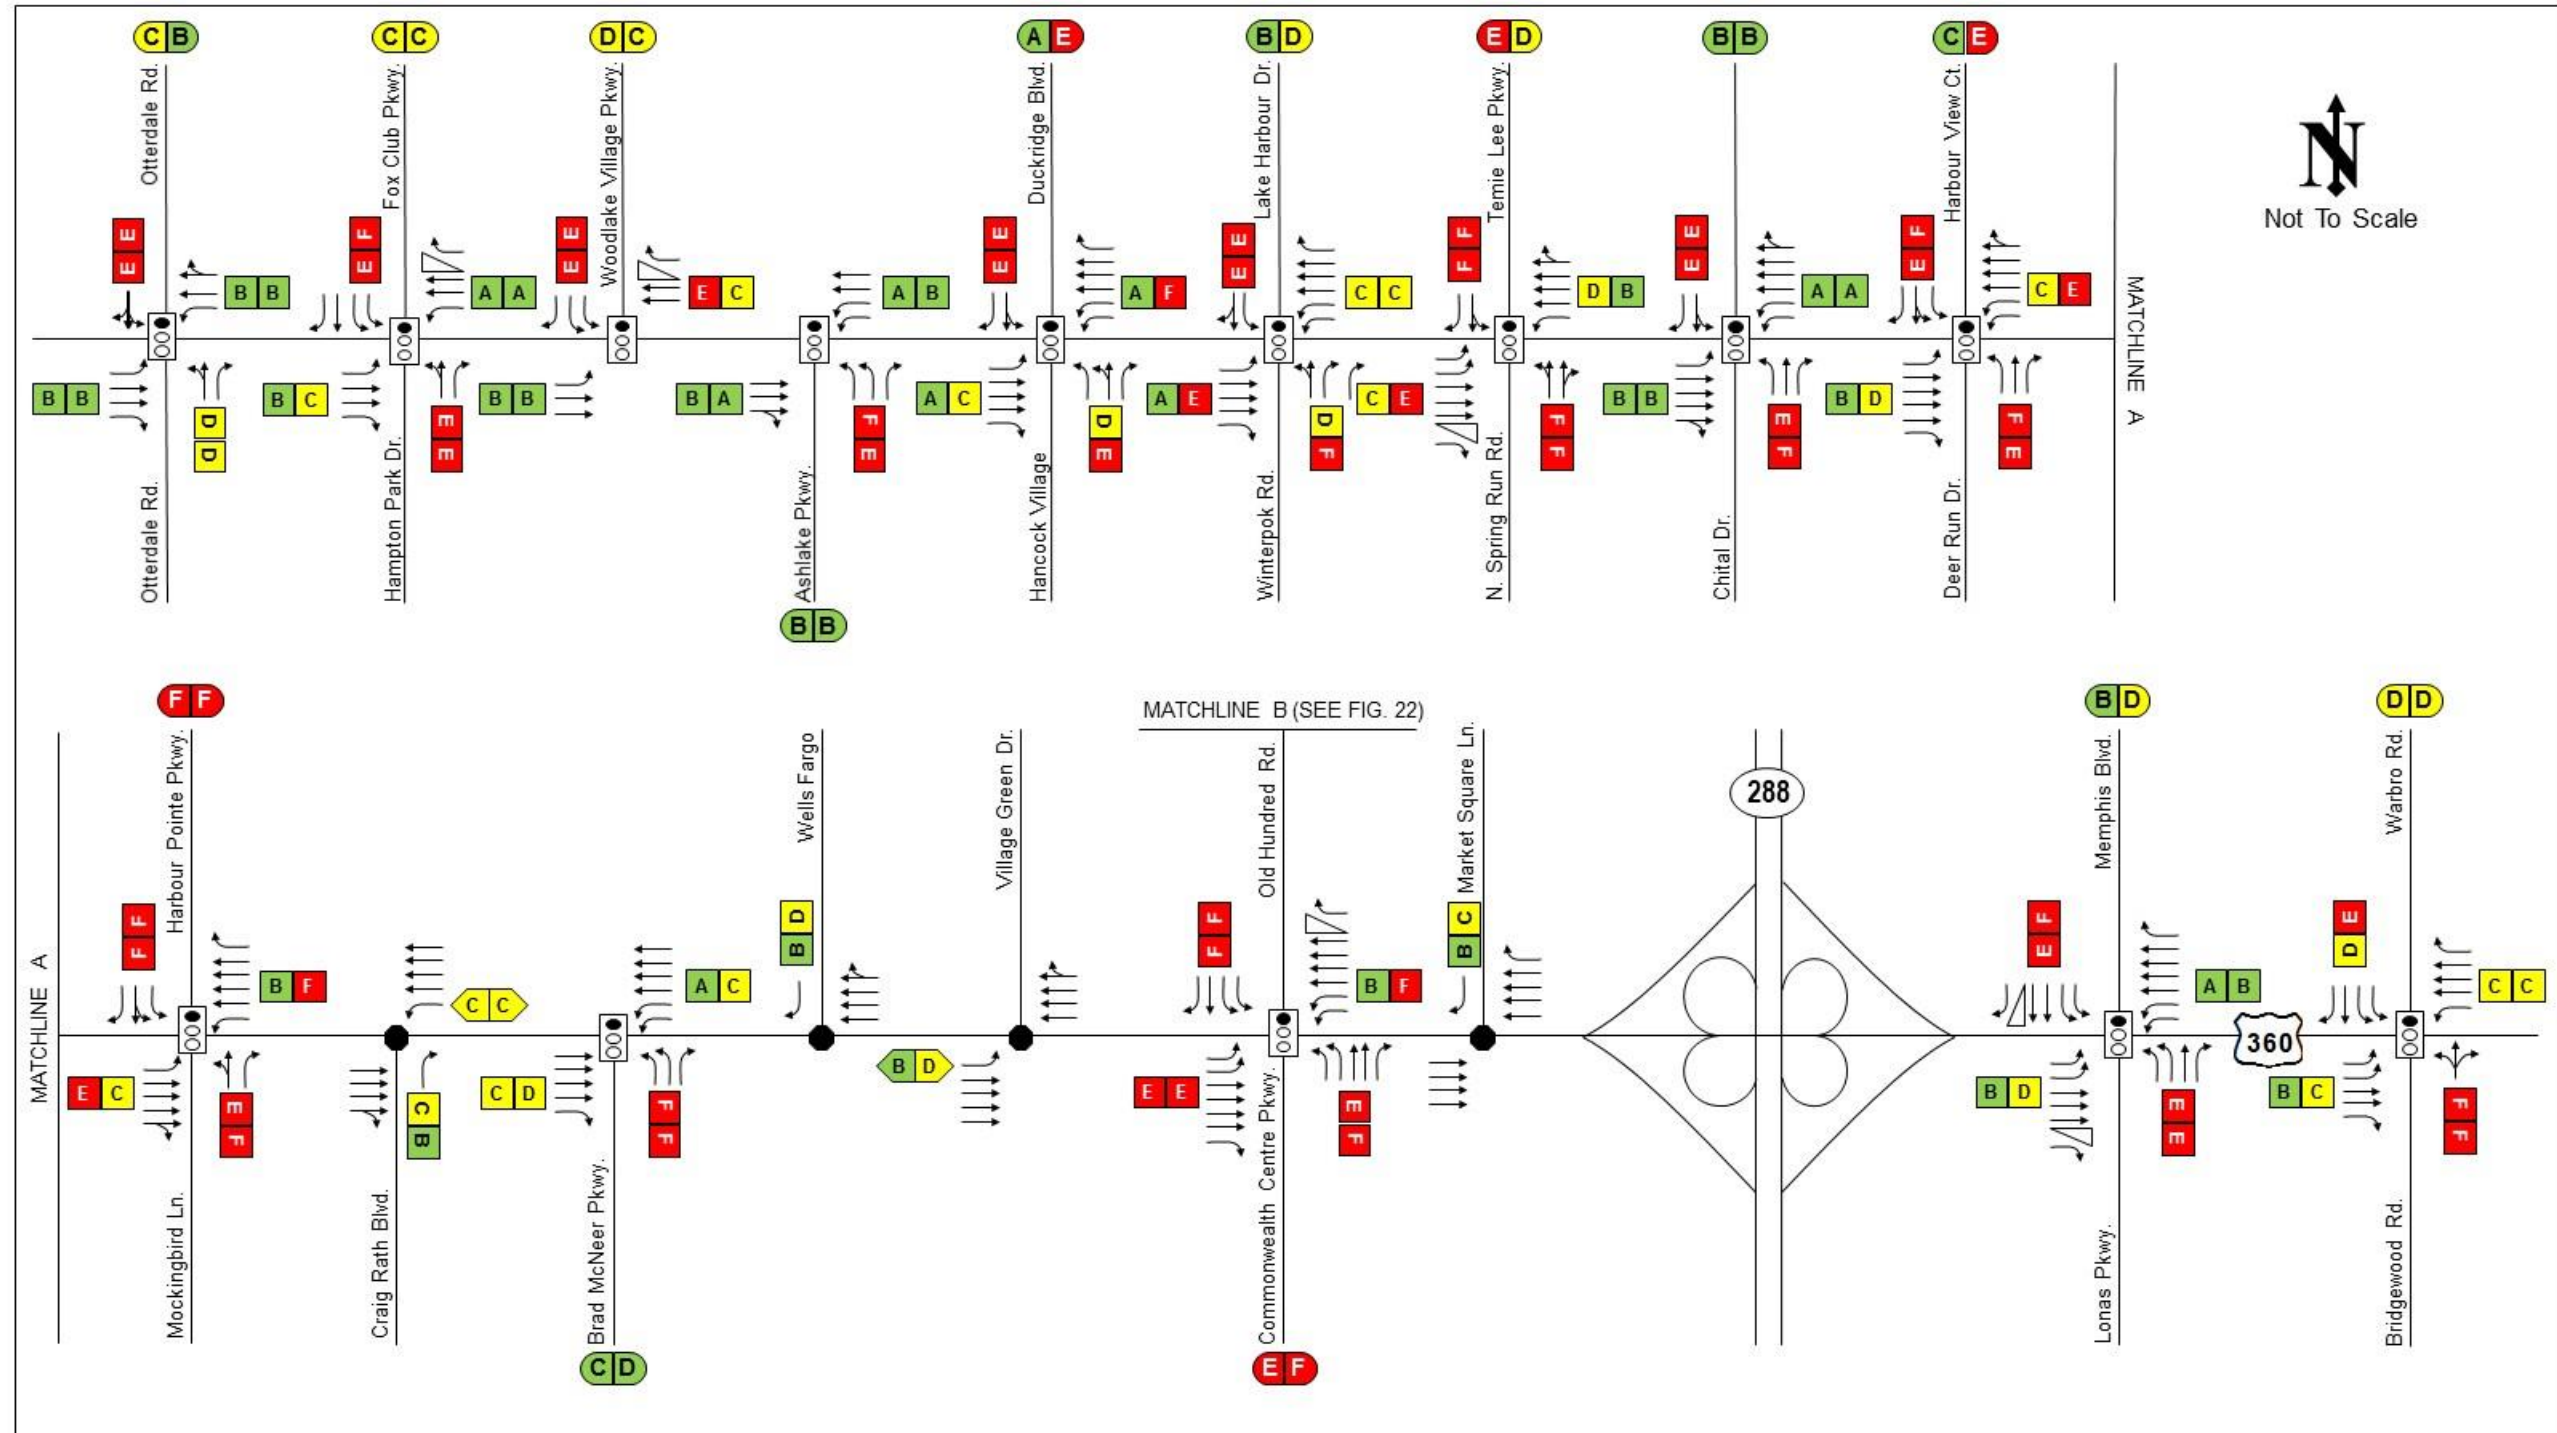 C B
C C
D C
A E
B D
E D
B B
C E
Otterdale Rd.
Fox Club Pkwy.
Woodlake Village Pkwy.
Duckridge Blvd.
Lake Harbour Dr.
Temie Lee Pkwy.
Harbour View Ct.
N
Not To Scale
E E
F E
E E
E E
E E
F F
E E
F E
B B
A A
E C
A B
A F
C C
D B
A A
C E
MATCHLINE A
B B
B C
B B
B A
A C
A E
C E
B B
B D
D D
E E
F E
D E
D F
F F
E F
F E
Otterdale Rd.
Hampton Park Dr.
Ashlake Pkwy.
Hancock Village
Winterpok Rd.
N. Spring Run Rd.
Chital Dr.
Deer Run Dr.
B B
F F
MATCHLINE B (SEE FIG. 22)
B D
D D
Harbour Pointe Pkwy.
Wells Fargo
Village Green Dr.
Old Hundred Rd.
Market Square Ln.
288
Memphis Blvd.
Warbro Rd.
F F
D B
F F
C B
F E
E D
MATCHLINE A
B F
C C
A C
B F
A B
C C
360
E C
C D
B D
E E
B D
B C
E F
C B
F F
E F
E E
F F
Mockingbird Ln.
Craig Rath Blvd.
Brad McNeer Pkwy.
Commonwealth Centre Pkwy.
Lonas Pkwy.
Bridgewood Rd.
C D
E F